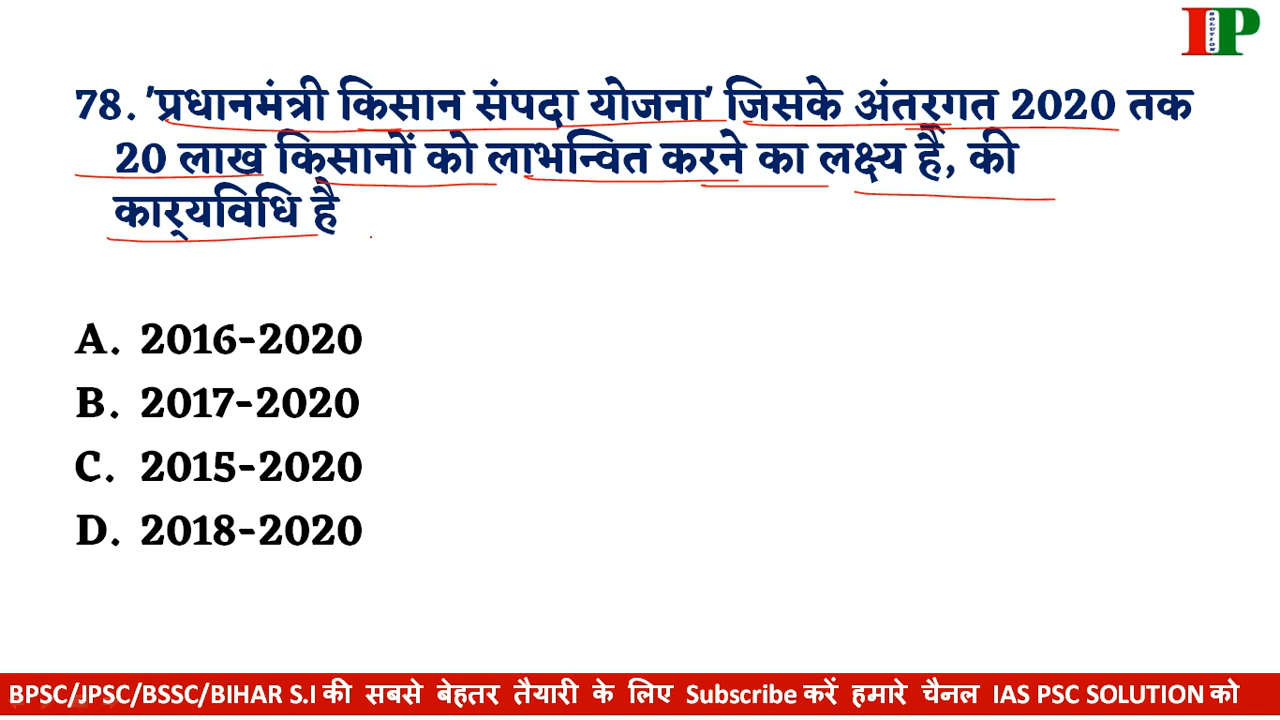 IP
SOLUTION
78. 'प्रधानमंत्री किसान संपदा योजना' जिसके अंतरगत 2020 तक
20 लाख किसानों को लाभन्वित करने का लक्ष्य है, की
कार्‌यविधि है
A. 2016-2020
B. 2017-2020
C. 2015-2020
D. 2018-2020
BPSC/JPSC/BSSC/BIHAR S.I की सबसे बेहतर तैयारी के लिए Subscribe करें हमारे चैनल IAS PSC SOLUTION को